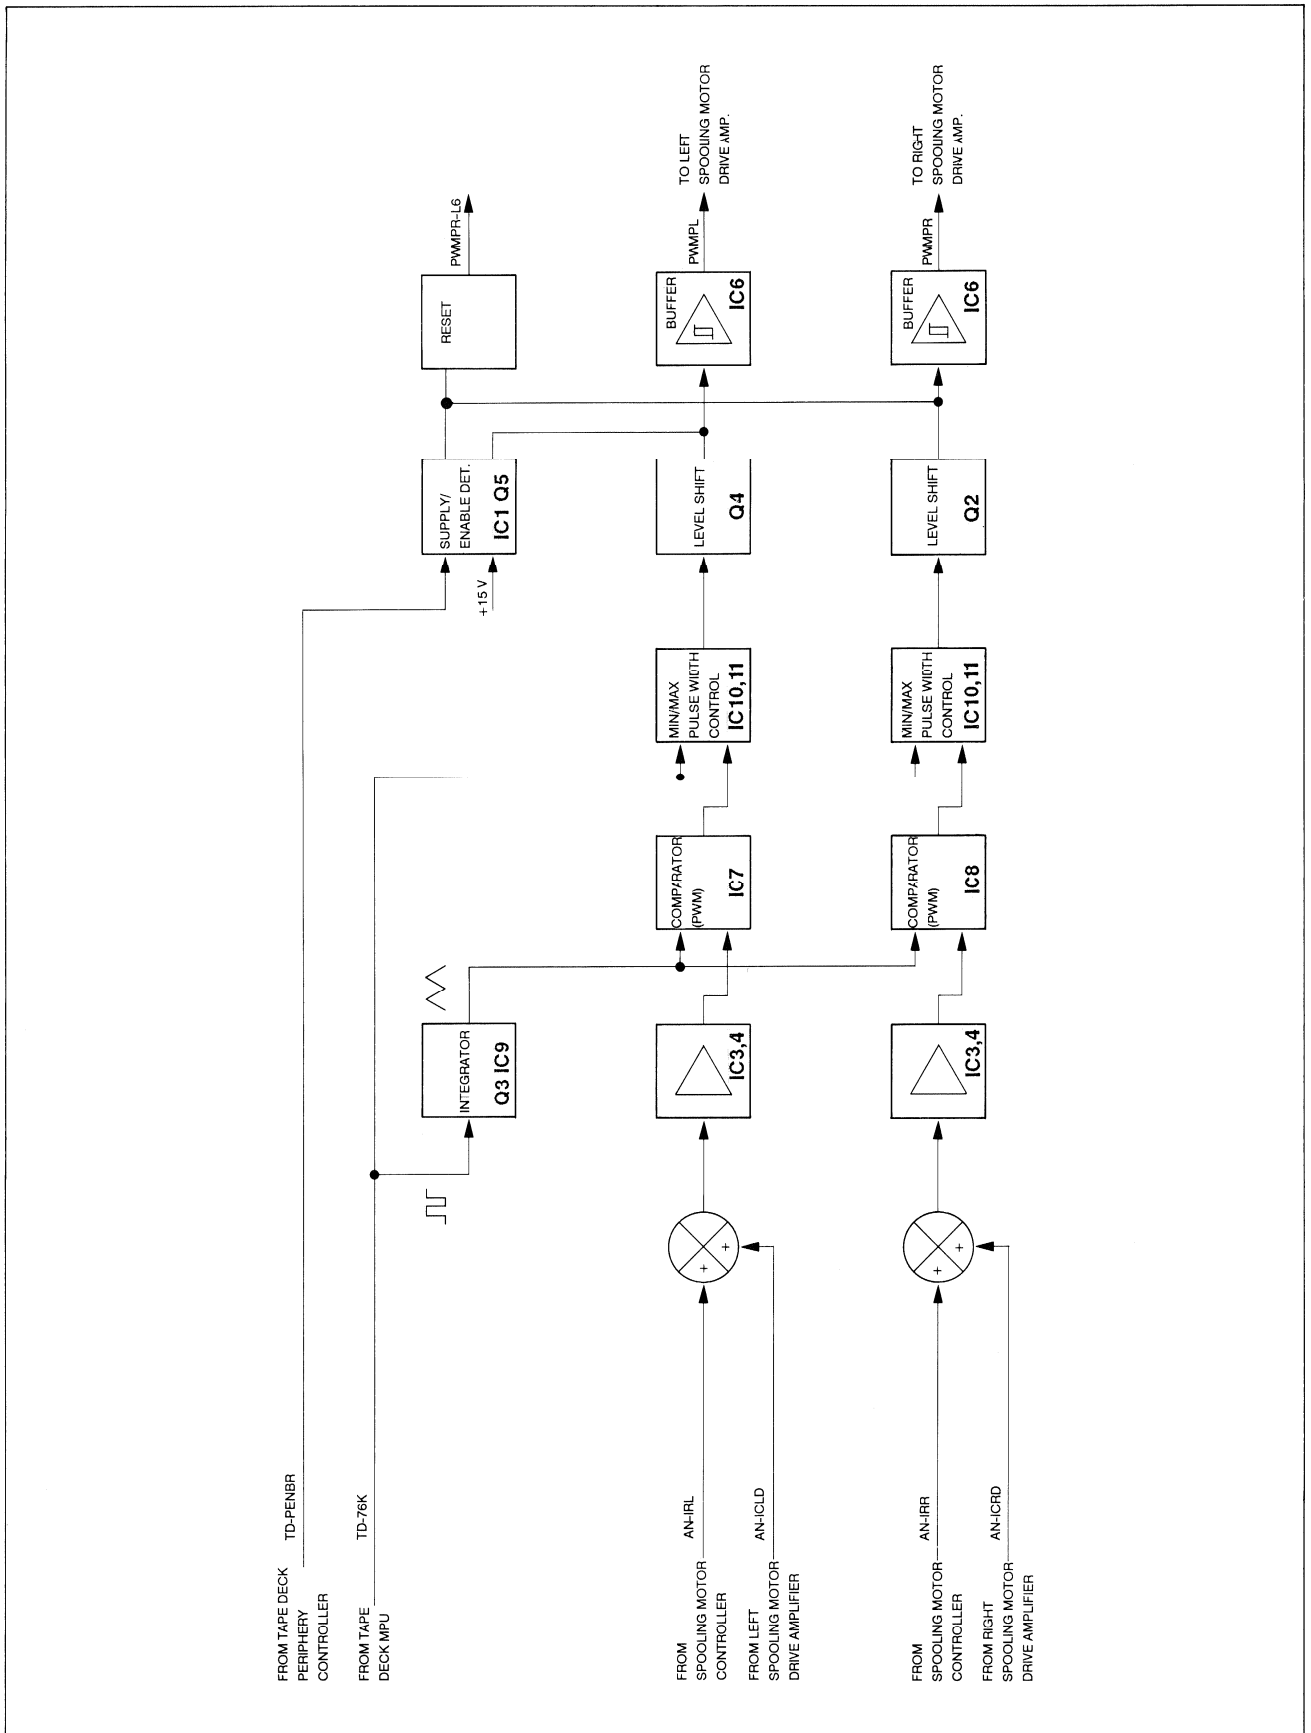 FROM TAPE DECK
PERIPHERY
CONTROLLER
TD-PENBR
FROM TAPE
DECK MPU
TD-76K
INTEGRATOR
Q3 IC9
+15 V
SUPPLY/
ENABLE DET.
IC1 Q5
RESET
PWMPR-L6
FROM
SPOOLING MOTOR
CONTROLLER
AN-IRL
FROM LEFT
SPOOLING MOTOR
DRIVE AMPLIFIER
AN-ICLD
+
+
IC3,4
COMPARATOR
(PWM)
IC7
MIN/MAX
PULSE WIDTH
CONTROL
IC10,11
LEVEL SHIFT
Q4
BUFFER
IC6
PWMPL
TO LEFT
SPOOLING MOTOR
DRIVE AMP.
FROM
SPOOLING MOTOR
CONTROLLER
AN-IRR
FROM RIGHT
SPOOLING MOTOR
DRIVE AMPLIFIER
AN-ICRD
+
+
IC3,4
COMPARATOR
(PWM)
IC8
MIN/MAX
PULSE WIDTH
CONTROL
IC10,11
LEVEL SHIFT
Q2
BUFFER
IC6
PWMPR
TO RIGHT
SPOOLING MOTOR
DRIVE AMP.